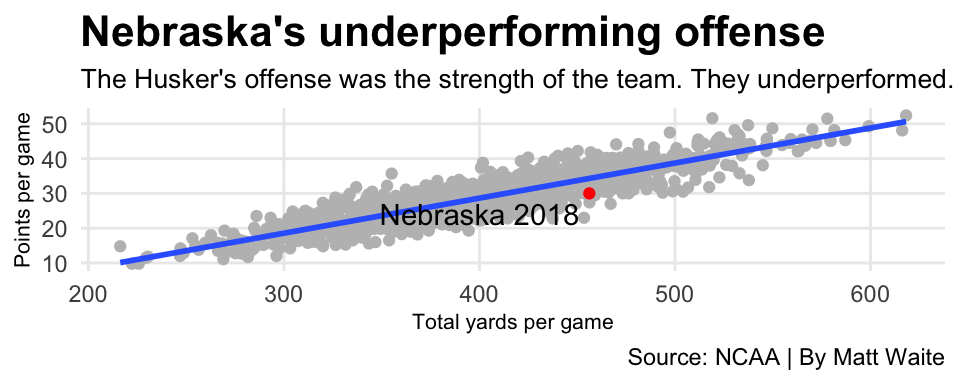 Nebraska's underperforming offense
The Husker's offense was the strength of the team. They underperformed.
Points per game
50
40
30
20
10
Nebraska 2018
200 300 400 500 600
Total yards per game
Source: NCAA | By Matt Waite